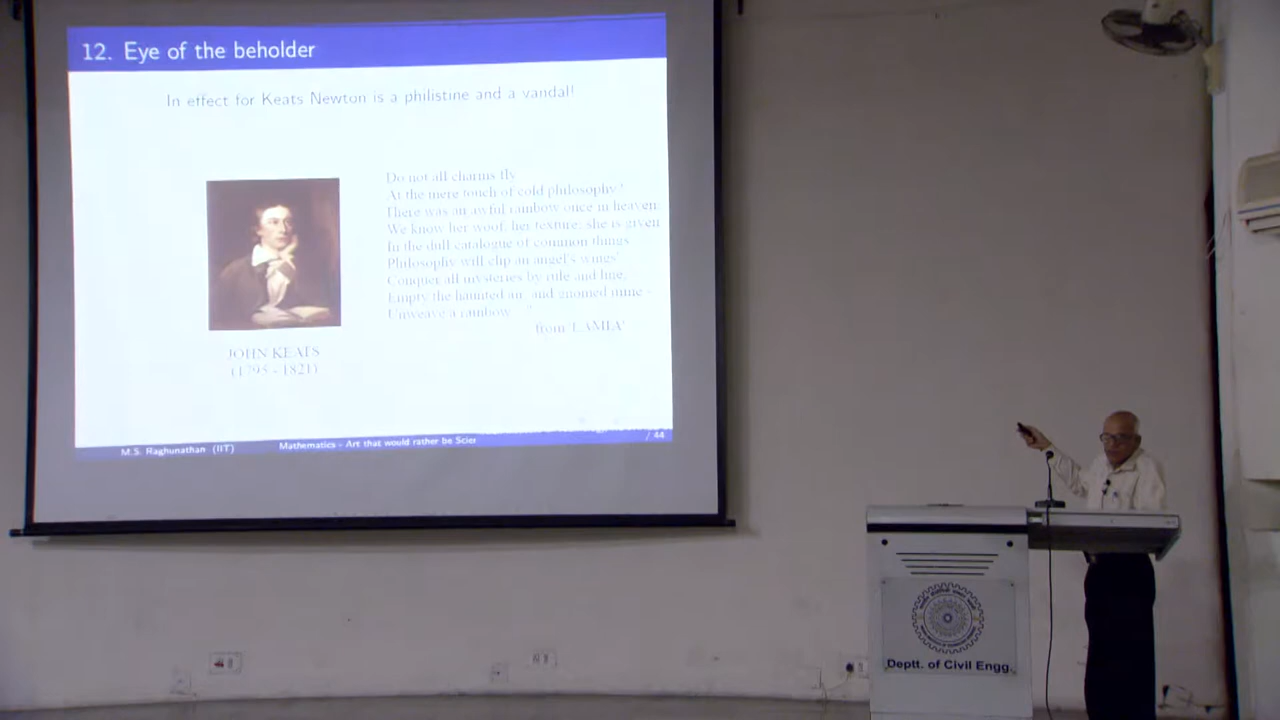 12. Eye of the beholder
In effect for Keats Newton is a philistine and a vandal!
Do not all charms fly
At the mere touch of cold philosophy?
There was an awful rainbow once in heaven:
We know her woof, her texture; she is given
In the dull catalogue of common things.
Philosophy will clip an angel's wings'
Conquer all mysteries by rule and line,
Empty the haunted air, and gnomed mine -
Unweave a rainbow
from 'LAMIA'
JOHN KEATS
(1795 - 1821)
M.S. Raghunathan (IIT)
Mathematics - Art that would rather be Scier
/ 44
Deptt. of Civil Engg.